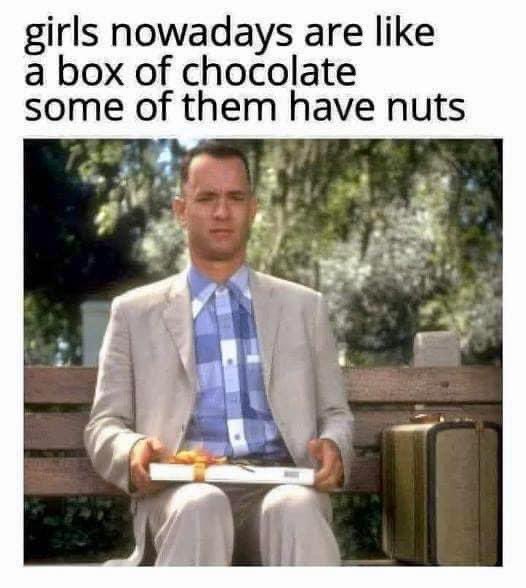 girls nowadays are like
a box of chocolate
some of them have nuts